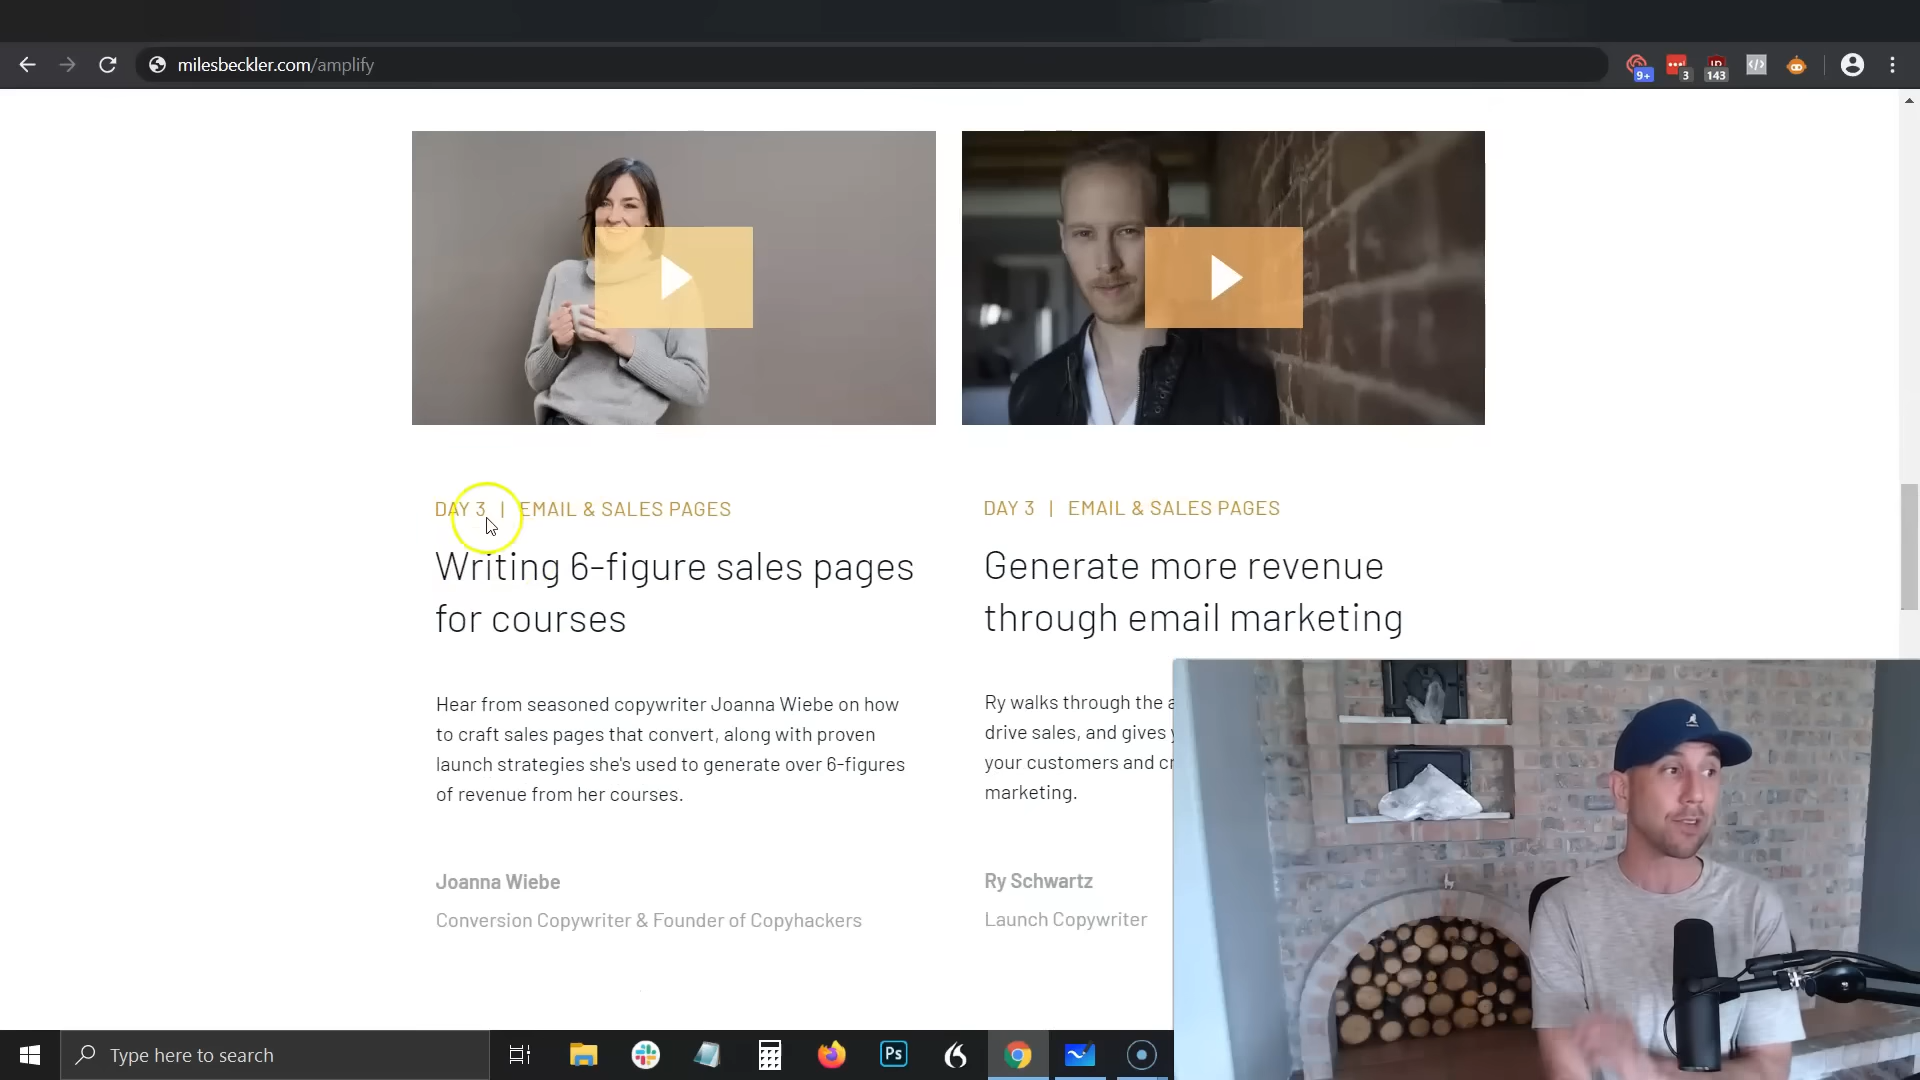 milesbeckler.com/amplify
9+
3
143
DAY 3 | EMAIL & SALES PAGES
Writing 6-figure sales pages
for courses
Hear from seasoned copywriter Joanna Wiebe on how
to craft sales pages that convert, along with proven
launch strategies she's used to generate over 6-figures
of revenue from her courses.
Joanna Wiebe
Conversion Copywriter & Founder of Copyhackers
DAY 3 | EMAIL & SALES PAGES
Generate more revenue
through email marketing
Ry walks through the
drive sales, and gives
your customers and
marketing.
Ry Schwartz
Launch Copywriter
Type here to search
Ps